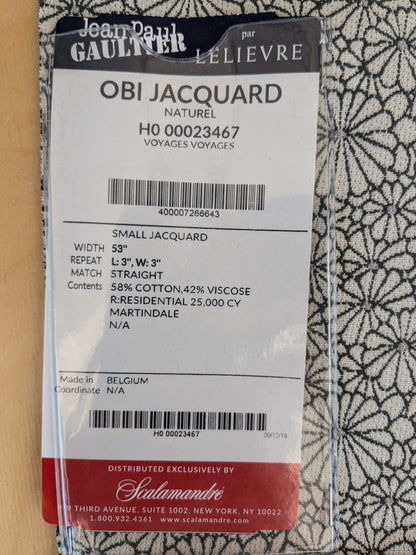 Jean Paul
GAULTIER par LELIEVRE
OBI JACQUARD
NATUREL
H0 00023467
VOYAGES VOYAGES
400007266643
SMALL JACQUARD
WIDTH 53"
REPEAT L: 3", W: 3"
MATCH STRAIGHT
Contents 58% COTTON,42% VISCOSE
R:RESIDENTIAL 25,000 CY
MARTINDALE
N/A
Made in BELGIUM
Coordinate N/A
H0 00023467
DISTRIBUTED EXCLUSIVELY BY
Scalamandré
THIRD AVENUE, SUITE 1002, NEW YORK, NY 10022
1.800.932.4361 www.scalamandre.com